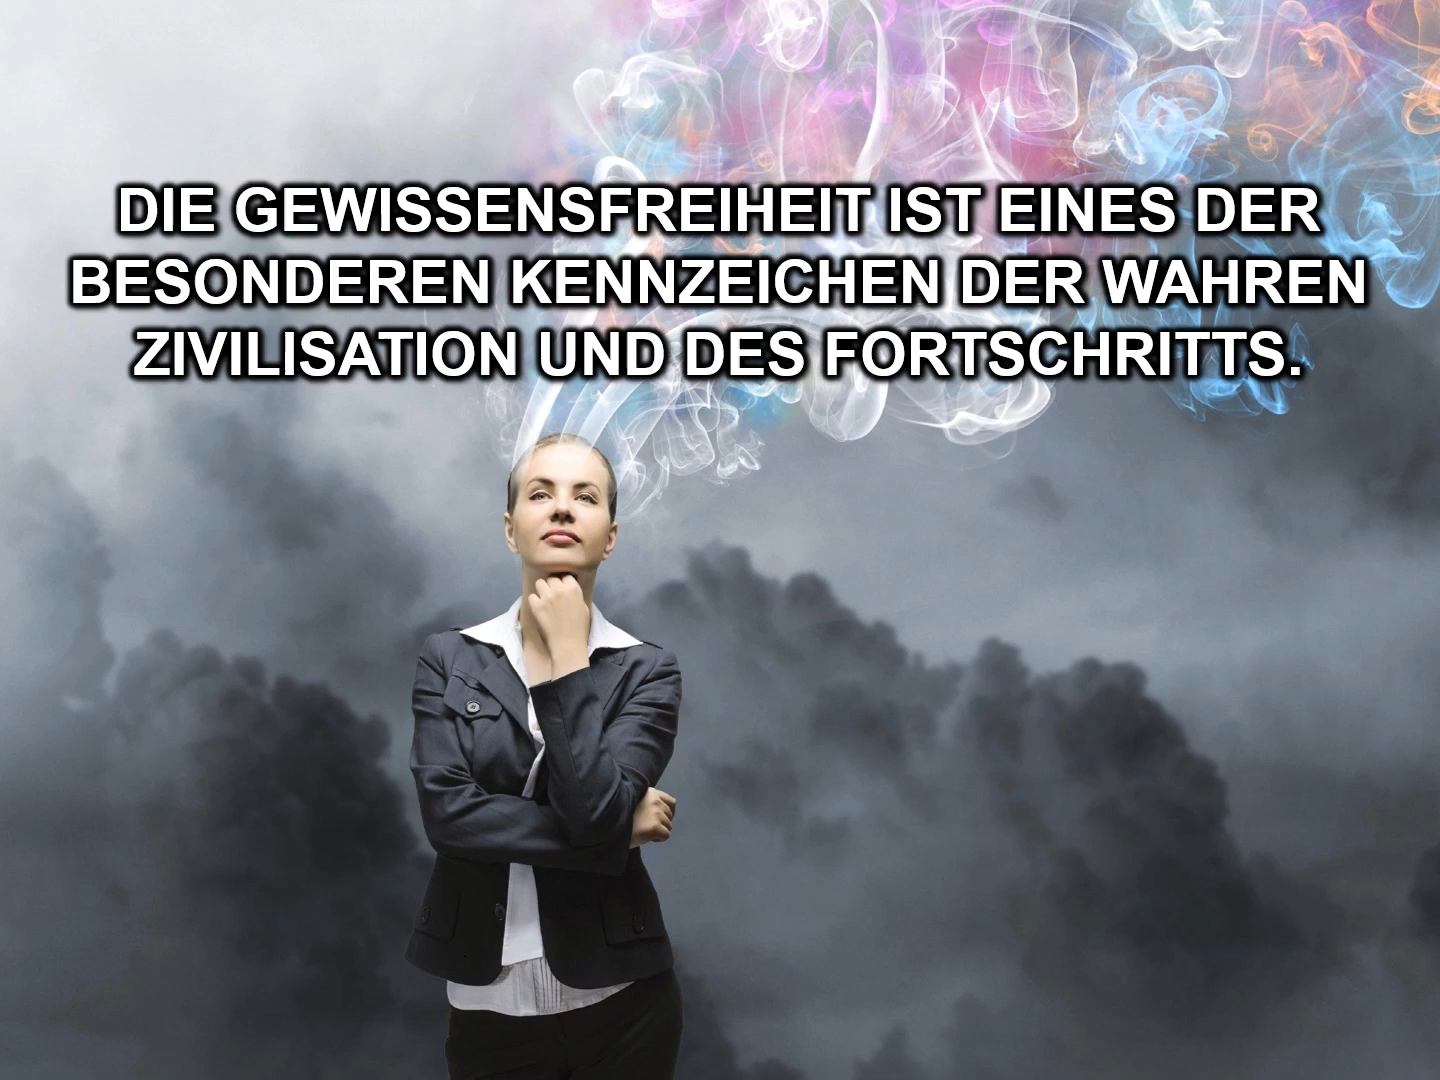 DIE GEWISSENSFREIHEIT IST EINES DER
BESONDEREN KENNZEICHEN DER WAHREN
ZIVILISATION UND DES FORTSCHRITTS.